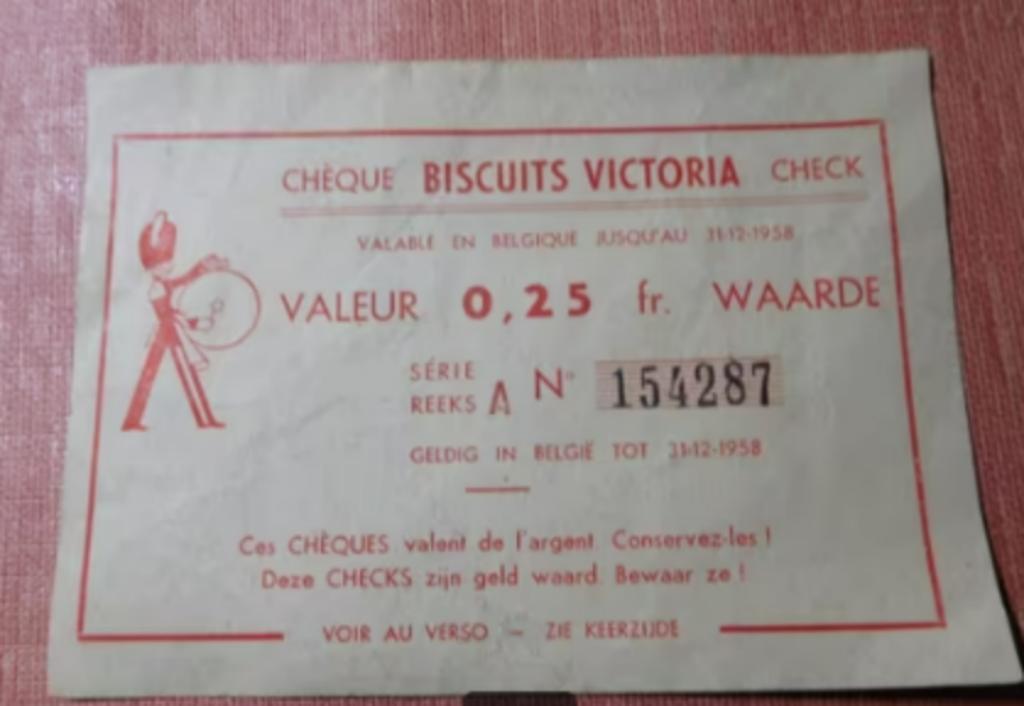 CHÈQUE BISCUITS VICTORIA CHECK
VALABLE EN BELGIQUE JUSQU'AU 31-12-1958
VALEUR 0,25 fr. WAARDE
SÉRIE
REEKS A N° 154287
GELDIG IN BELGIË TOT 31-12-1958
Ces CHÈQUES valent de l'argent. Conservez-les !
Deze CHECKS zijn geld waard. Bewaar ze !
VOIR AU VERSO — ZIE KEERZIJDE